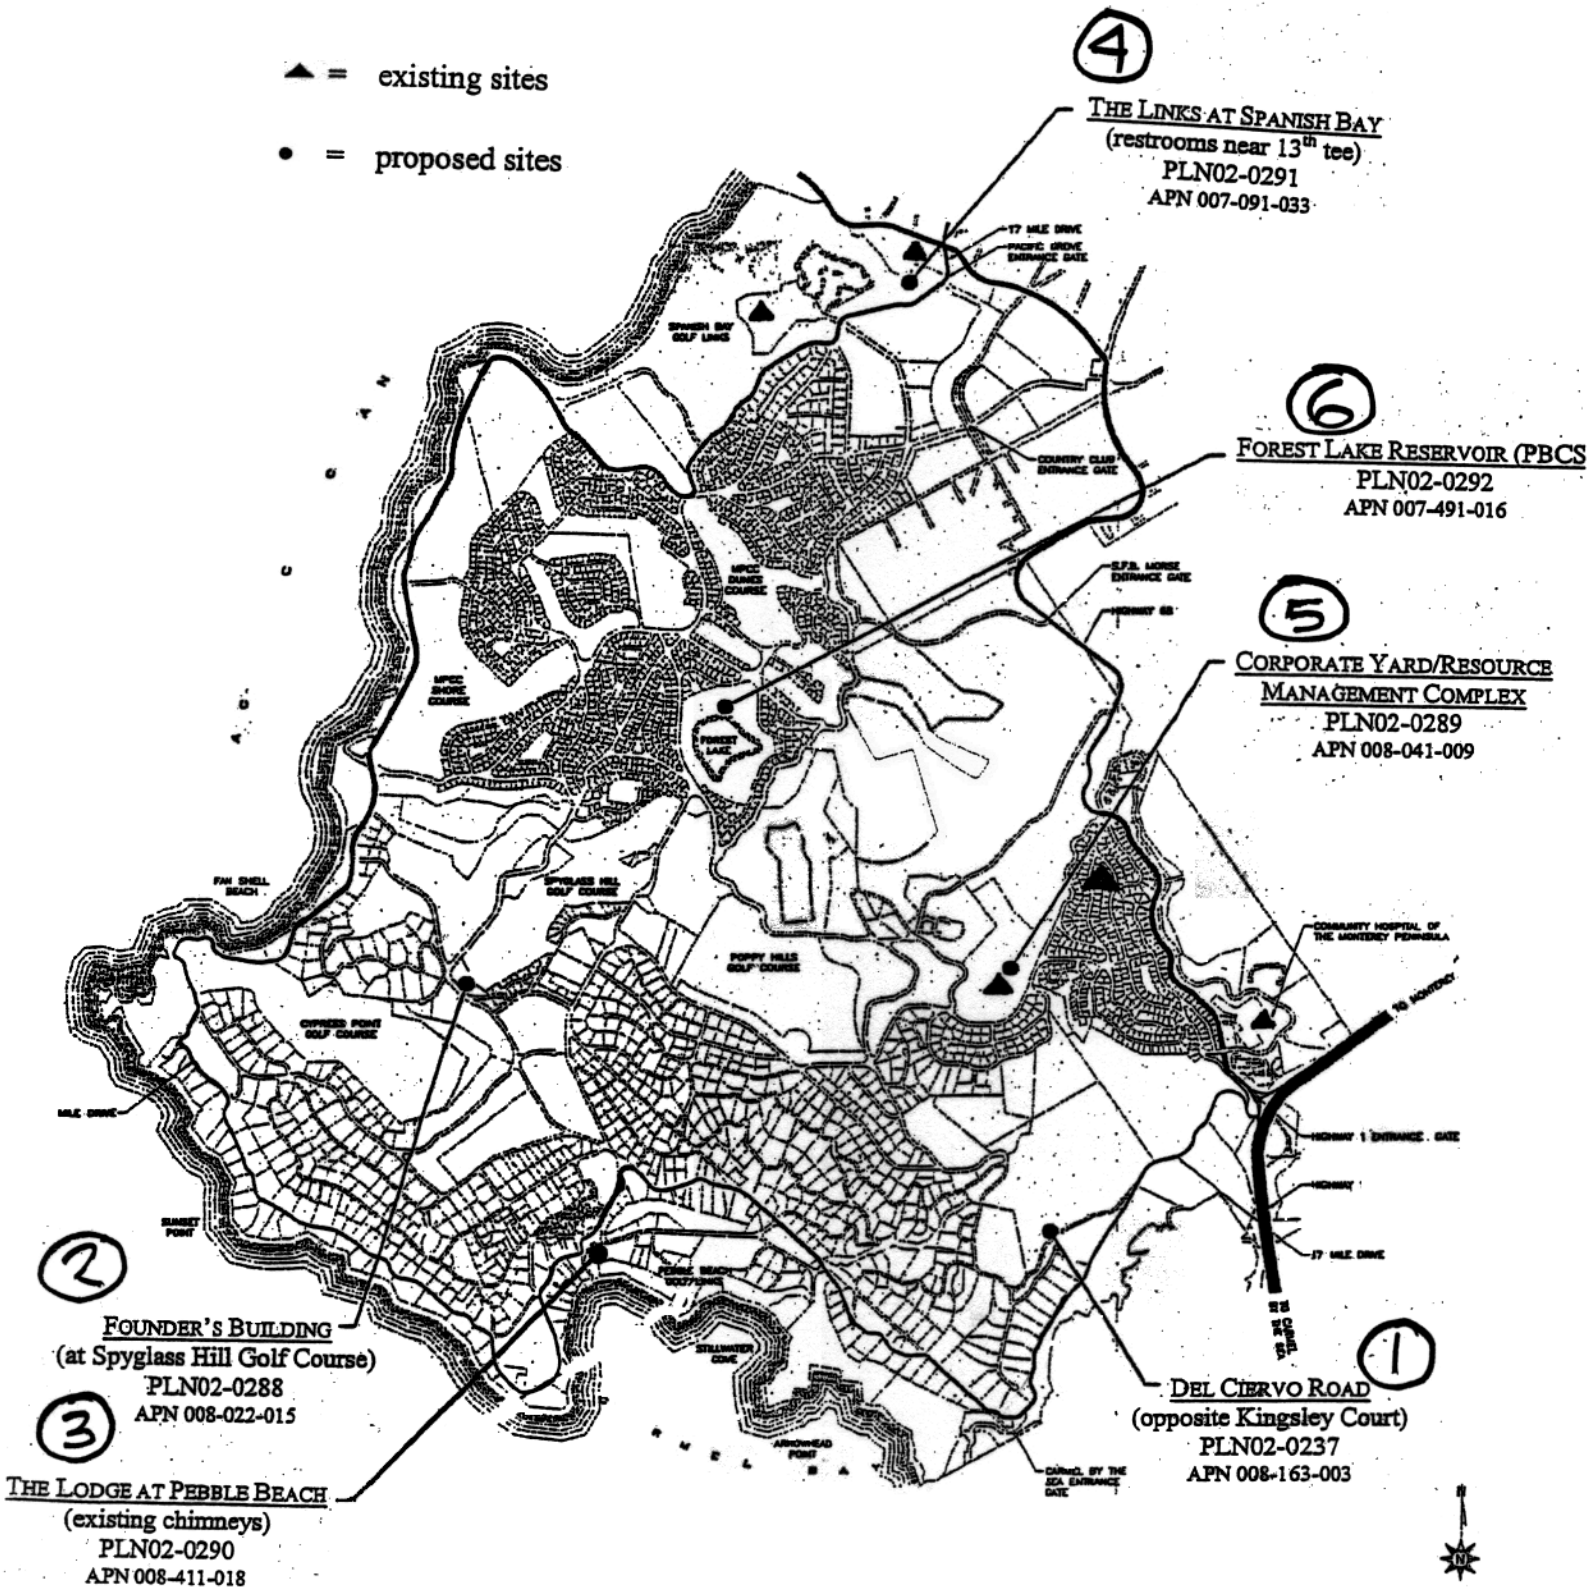 ▲ = existing sites
● = proposed sites
4
THE LINKS AT SPANISH BAY
(restrooms near 13th tee)
PLN02-0291
APN 007-091-033
17 MILE DRIVE
PACIFIC GROVE
ENTRANCE GATE
SPANISH BAY
GOLF LINKS
6
FOREST LAKE RESERVOIR (PBCS
PLN02-0292
APN 007-491-016
COUNTRY CLUB
ENTRANCE GATE
MPCC
DUNES
COURSE
S.F.B. MORSE
ENTRANCE GATE
HIGHWAY 68
5
CORPORATE YARD/RESOURCE
MANAGEMENT COMPLEX
PLN02-0289
APN 008-041-009
MPCC
SHORE
COURSE
FOREST
LAKE
FAN SHELL
BEACH
SPYGLASS HILL
GOLF COURSE
POPPY HILLS
GOLF COURSE
COMMUNITY HOSPITAL OF
THE MONTEREY PENINSULA
TO MONTEREY
CYPRESS POINT
GOLF COURSE
MILE DRIVE
HIGHWAY 1 ENTRANCE GATE
HIGHWAY 1
17 MILE DRIVE
SUNSET
POINT
PEBBLE BEACH
GOLF LINKS
STILLWATER
COVE
ARROWHEAD
POINT
CARMEL BY THE
SEA ENTRANCE
GATE
2
FOUNDER'S BUILDING
(at Spyglass Hill Golf Course)
PLN02-0288
APN 008-022-015
3
THE LODGE AT PEBBLE BEACH
(existing chimneys)
PLN02-0290
APN 008-411-018
1
DEL CIERVO ROAD
(opposite Kingsley Court)
PLN02-0237
APN 008-163-003
N